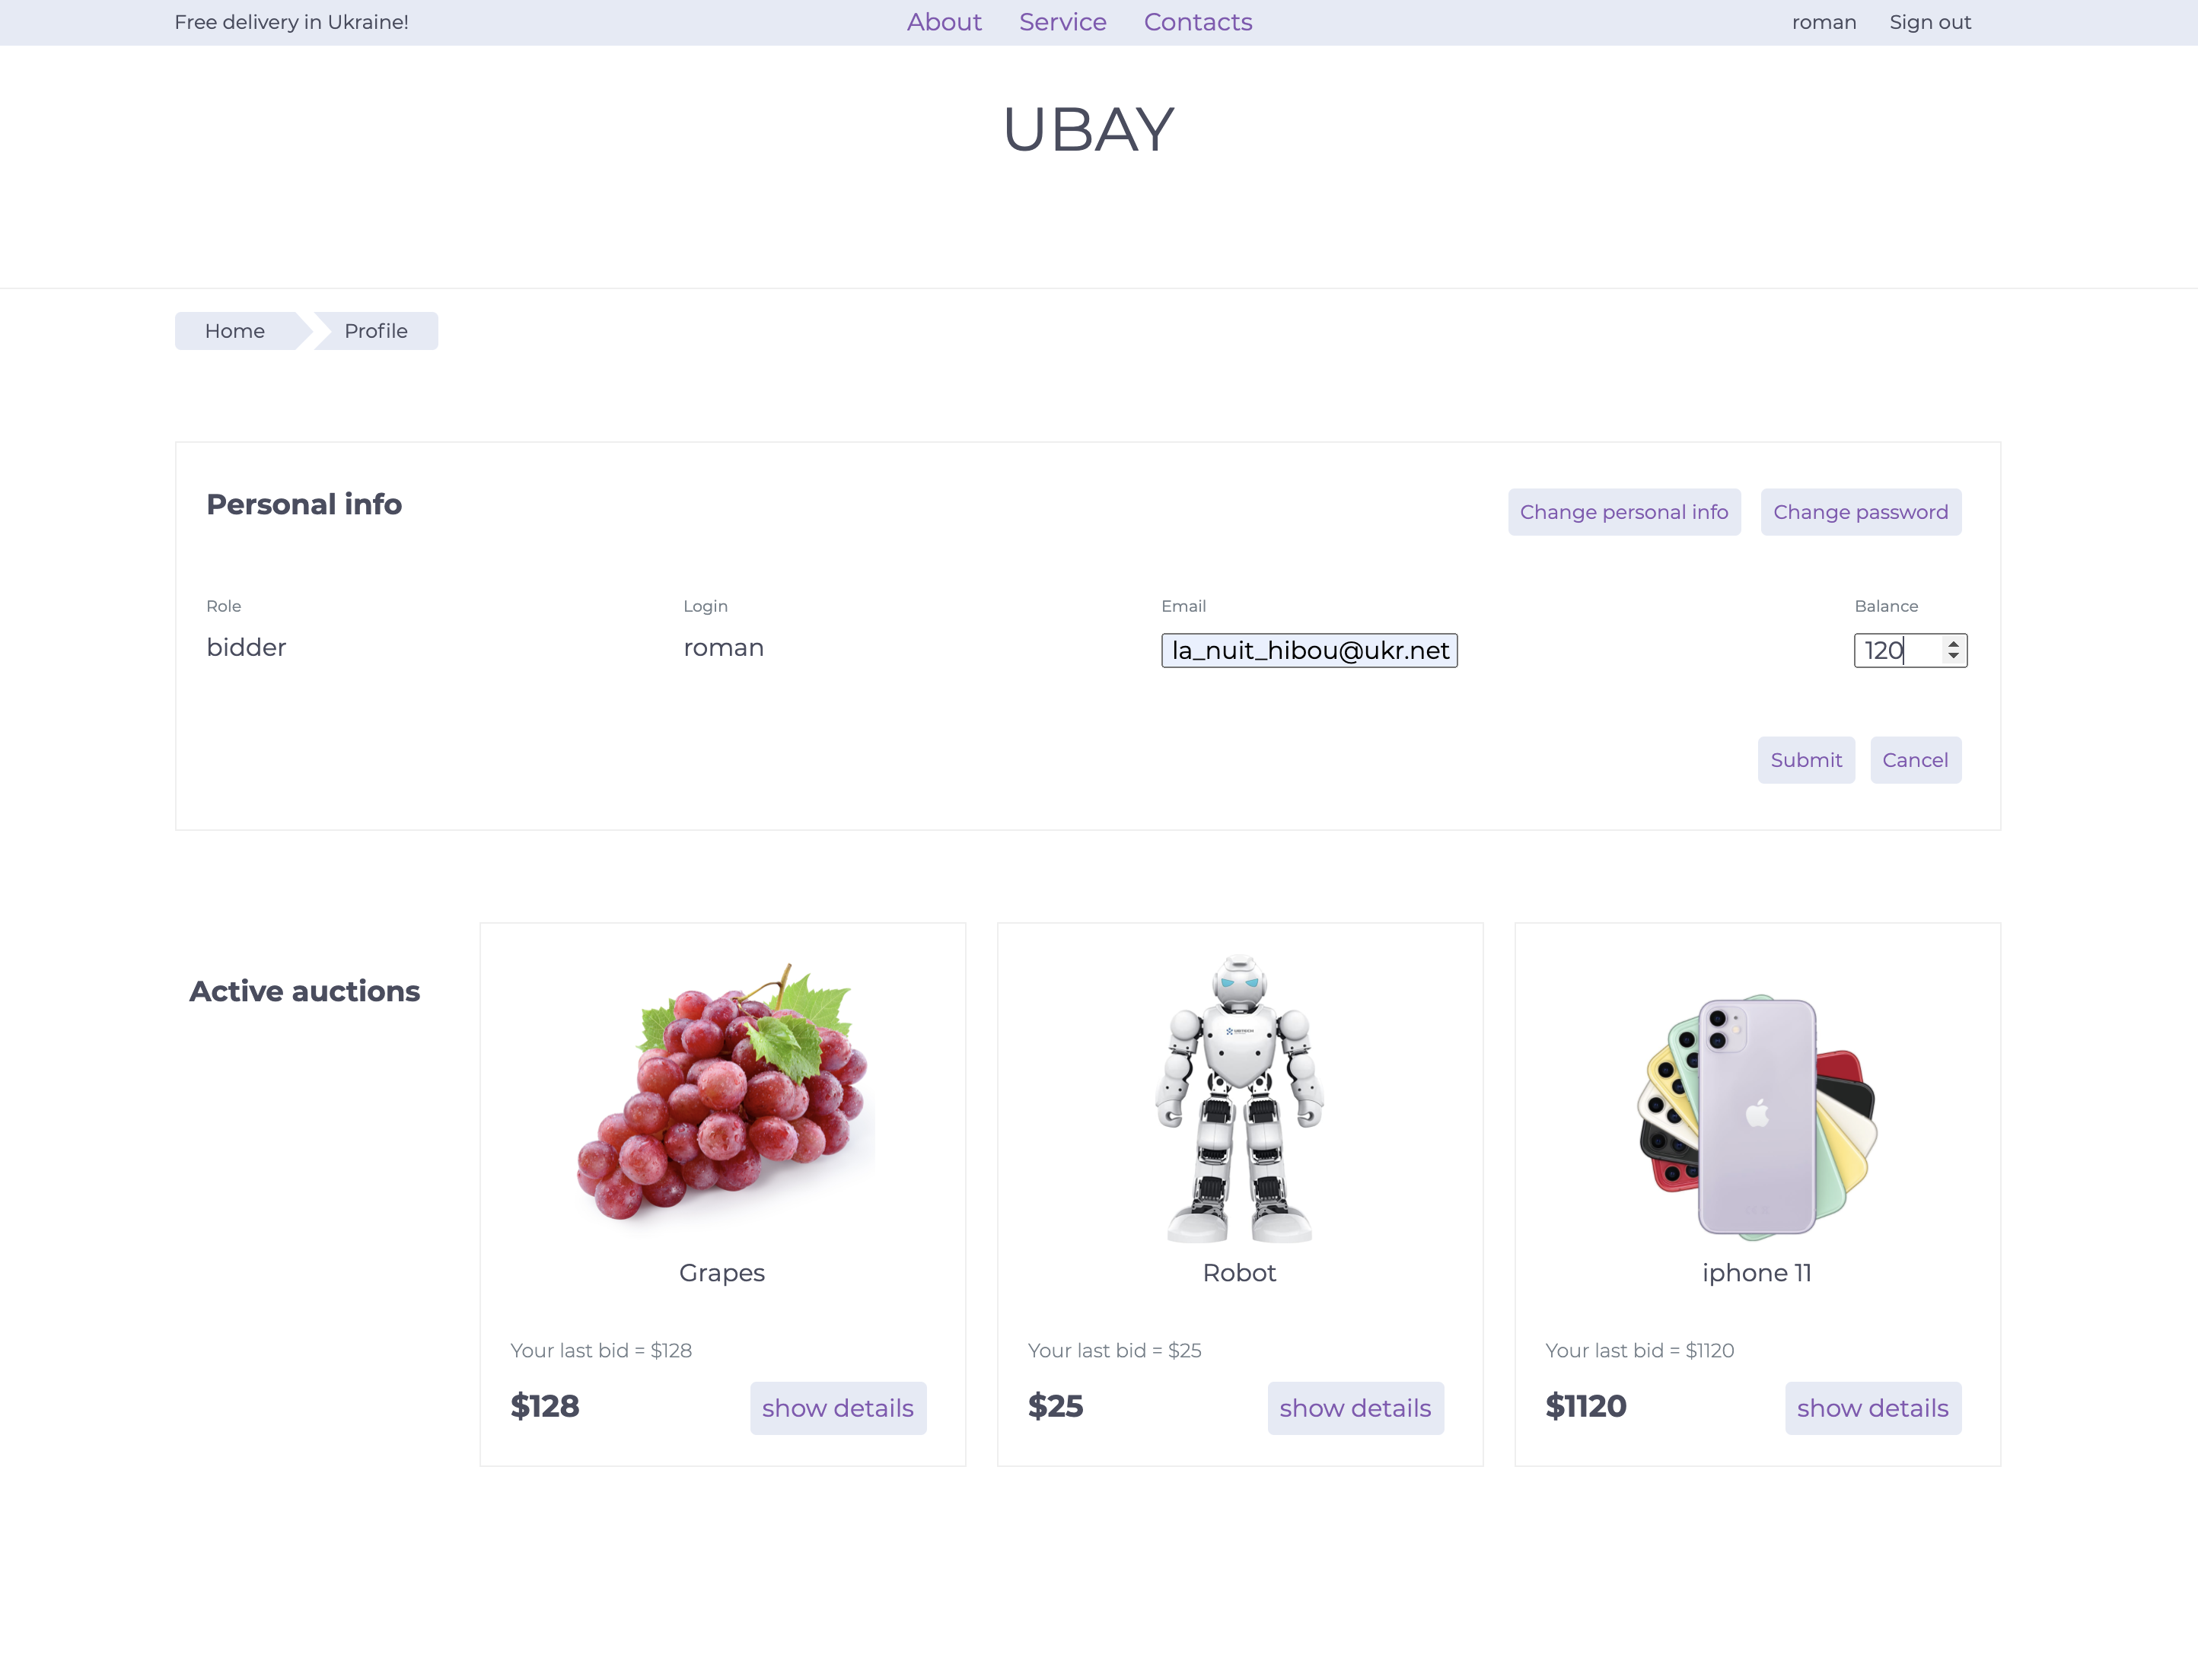 Free delivery in Ukraine!
About Service Contacts
roman Sign out
UBAY
Home Profile
Personal info
Change personal info Change password
Role Login Email Balance
bidder roman la_nuit_hibou@ukr.net 120
Submit Cancel
Active auctions
Grapes
Your last bid = $128
$128 show details
Robot
Your last bid = $25
$25 show details
iphone 11
Your last bid = $1120
$1120 show details